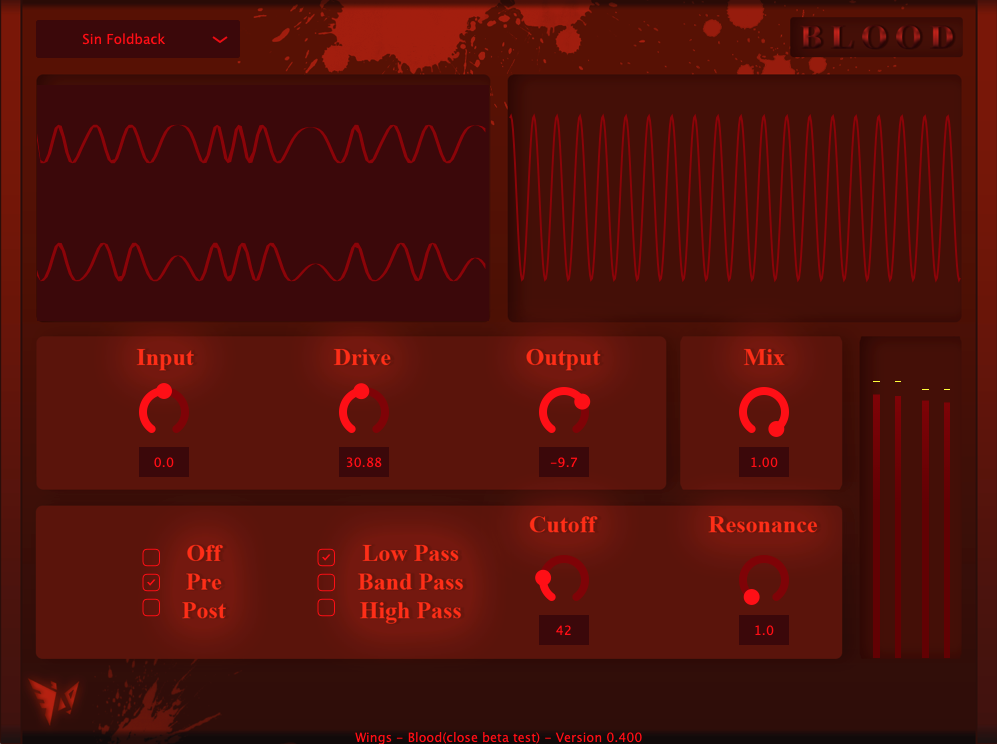 Sin Foldback
BLOOD
Input
Drive
Output
Mix
0.0
30.88
-9.7
1.00
Off
Pre
Post
Low Pass
Band Pass
High Pass
Cutoff
Resonance
42
1.0
Wings - Blood(close beta test) - Version 0.400